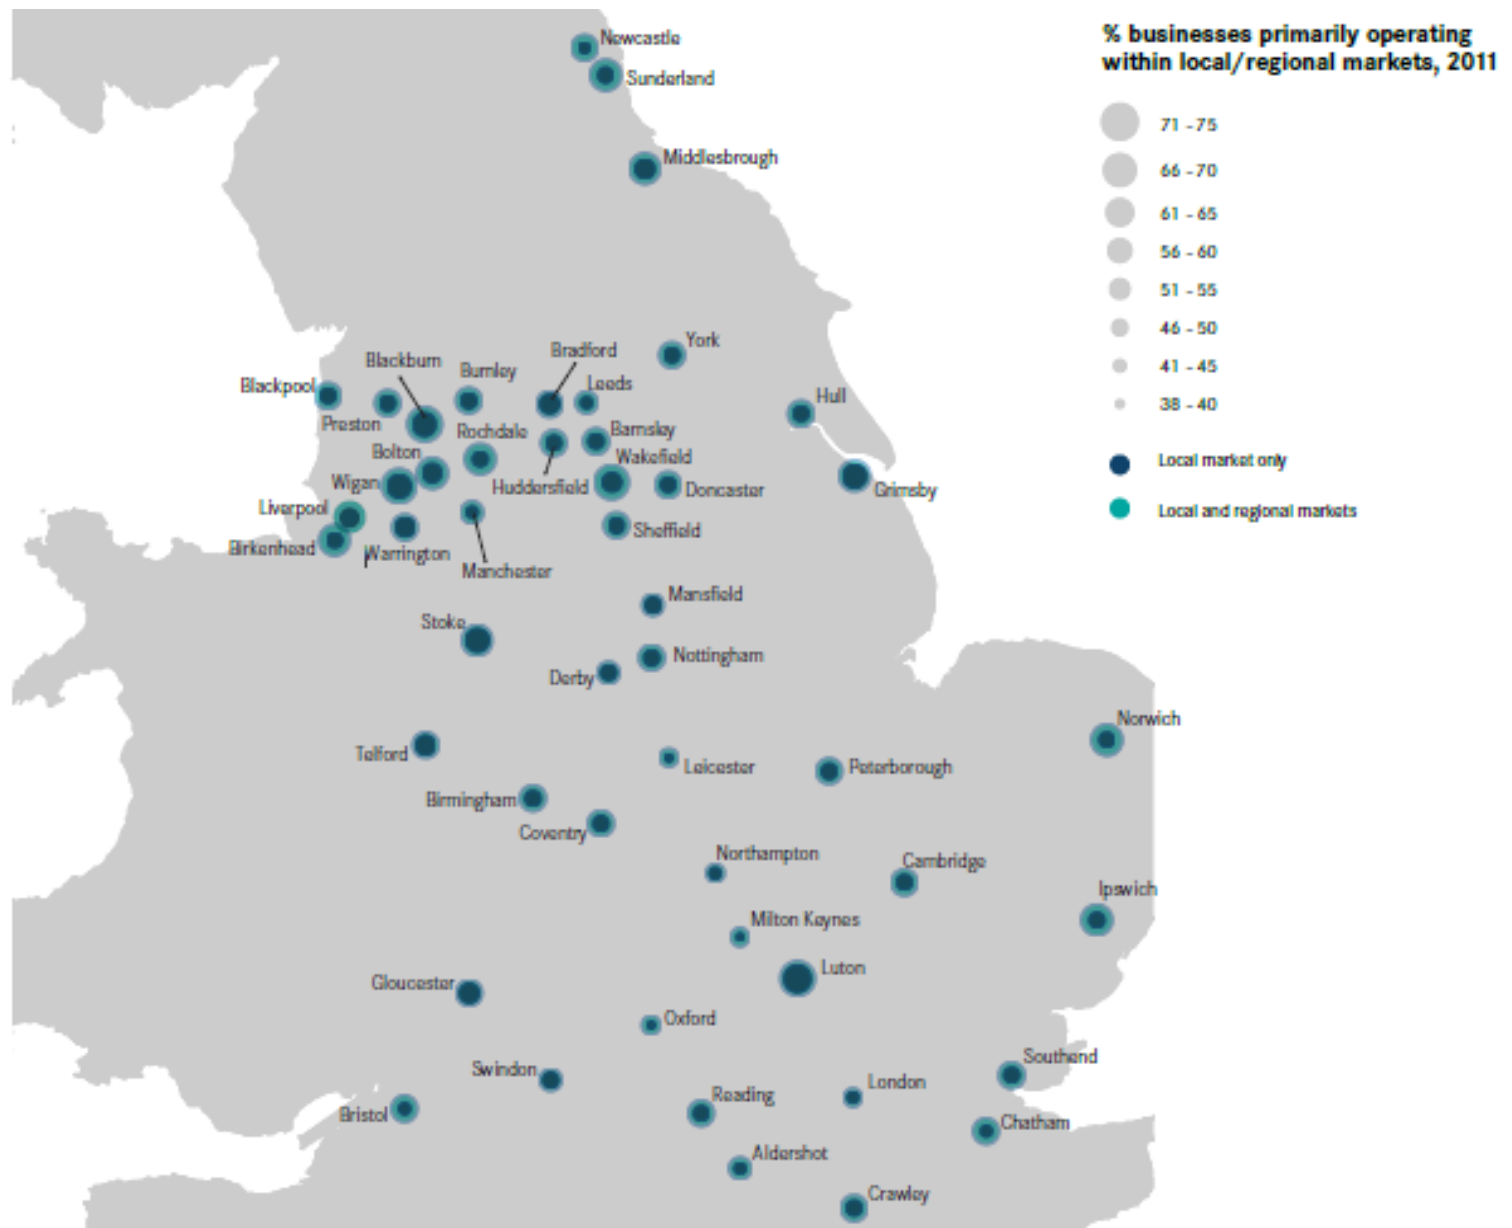 % businesses primarily operating
within local/regional markets, 2011
71 - 75
66 - 70
61 - 65
56 - 60
51 - 55
46 - 50
41 - 45
38 - 40
Local market only
Local and regional markets
Newcastle
Sunderland
Middlesbrough
York
Bradford
Blackburn
Burnley
Leeds
Blackpool
Hull
Preston
Rochdale
Barnsley
Bolton
Wakefield
Wigan
Huddersfield
Doncaster
Grimsby
Liverpool
Sheffield
Birkenhead
Warrington
Manchester
Mansfield
Stoke
Nottingham
Derby
Norwich
Telford
Leicester
Peterborough
Birmingham
Coventry
Northampton
Cambridge
Ipswich
Milton Keynes
Luton
Gloucester
Oxford
Southend
Swindon
London
Reading
Bristol
Chatham
Aldershot
Crawley